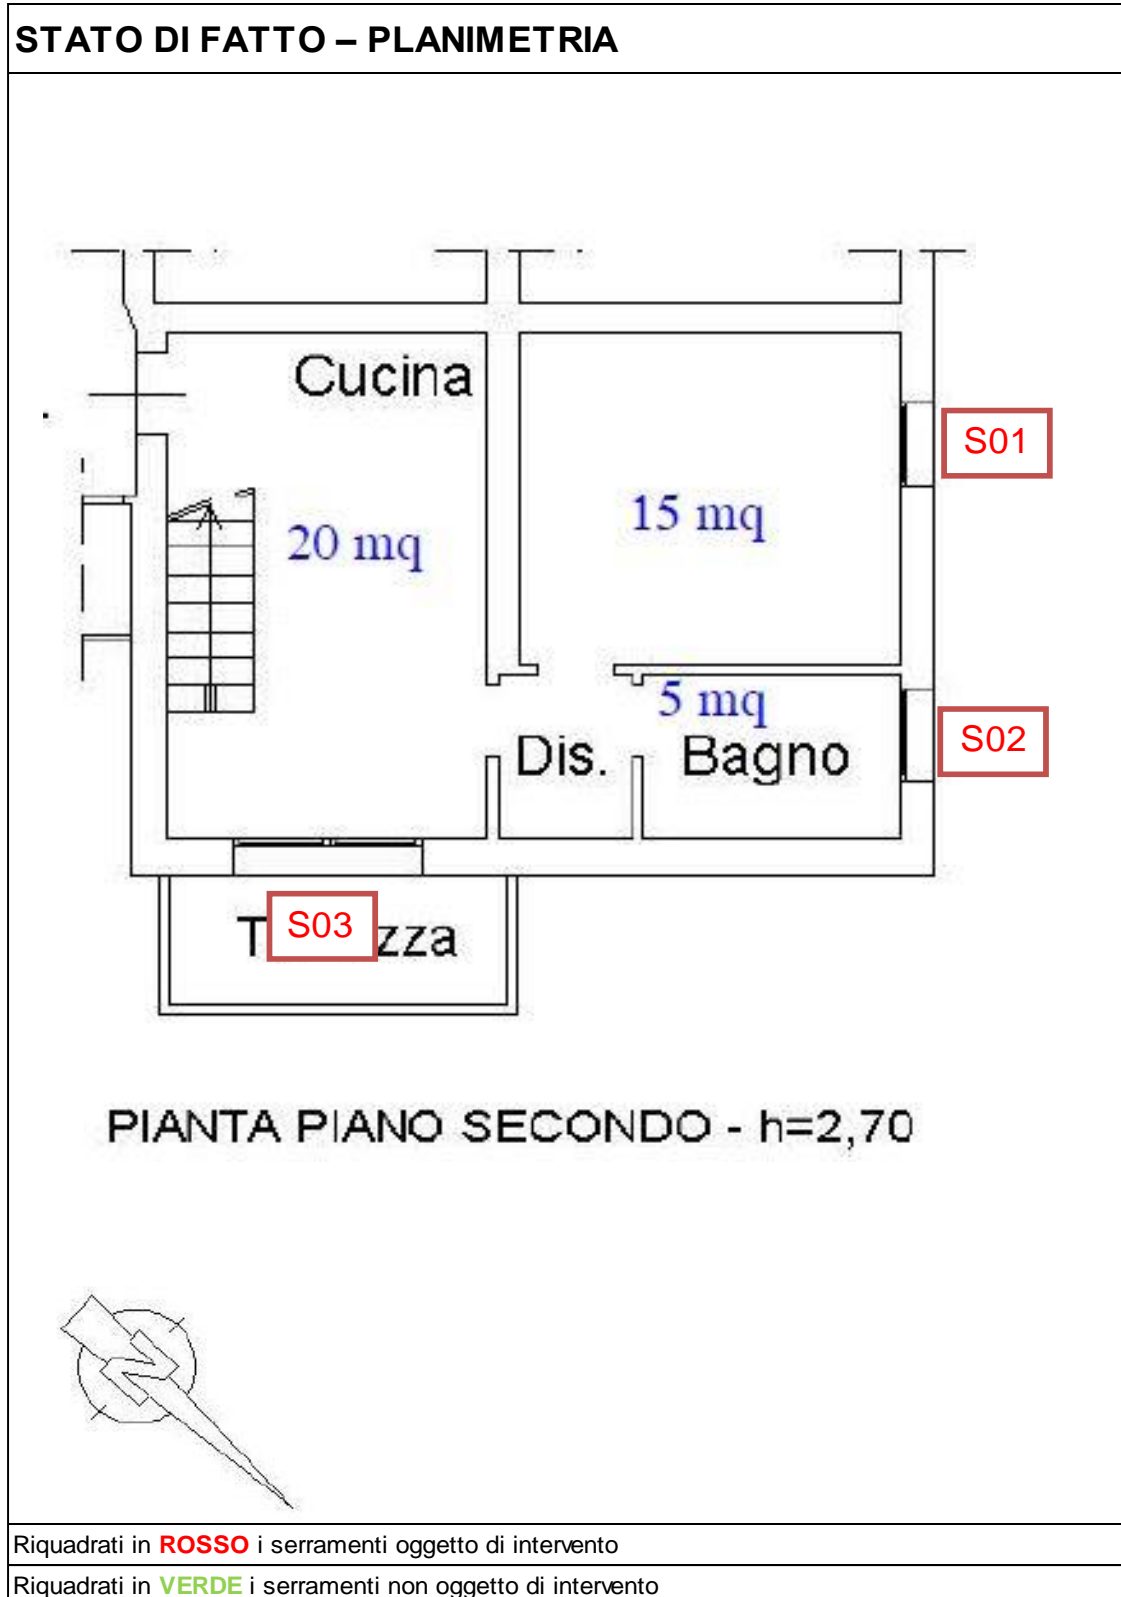 STATO DI FATTO – PLANIMETRIA
Cucina
S01
15 mq
20 mq
5 mq
S02
Dis.
Bagno
S03
PIANTA PIANO SECONDO - h=2,70
Riquadrati in ROSSO i serramenti oggetto di intervento
Riquadrati in VERDE i serramenti non oggetto di intervento